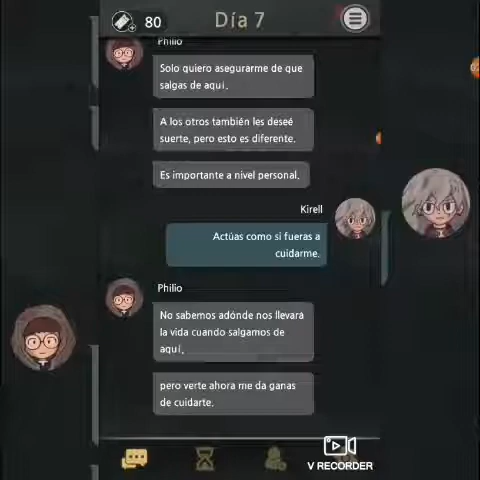 80
Día 7
Philio
Solo quiero asegurarme de que
salgas de aquí.
A los otros también les deseé
suerte, pero esto es diferente.
Es importante a nivel personal.
Kirell
Actúas como si fueras a
cuidarme.
Philio
No sabemos adónde nos llevará
la vida cuando salgamos de
aquí,
pero verte ahora me da ganas
de cuidarte.
V RECORDER